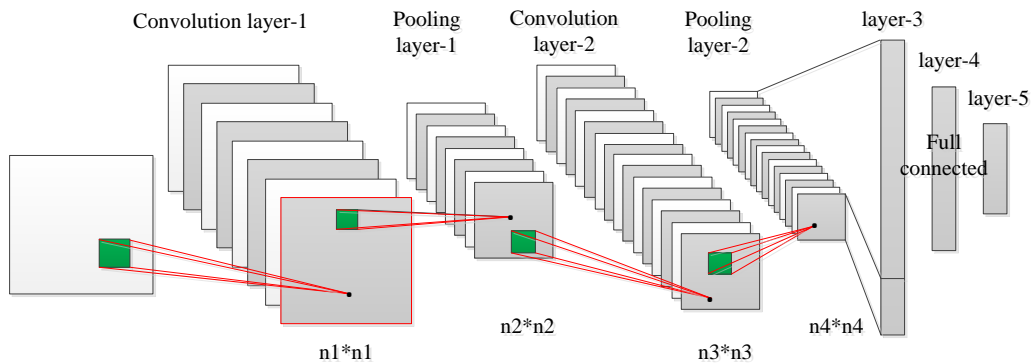 Convolution layer-1
Pooling
layer-1
Convolution
layer-2
Pooling
layer-2
layer-3
layer-4
layer-5
Full
connected
n1*n1
n2*n2
n3*n3
n4*n4